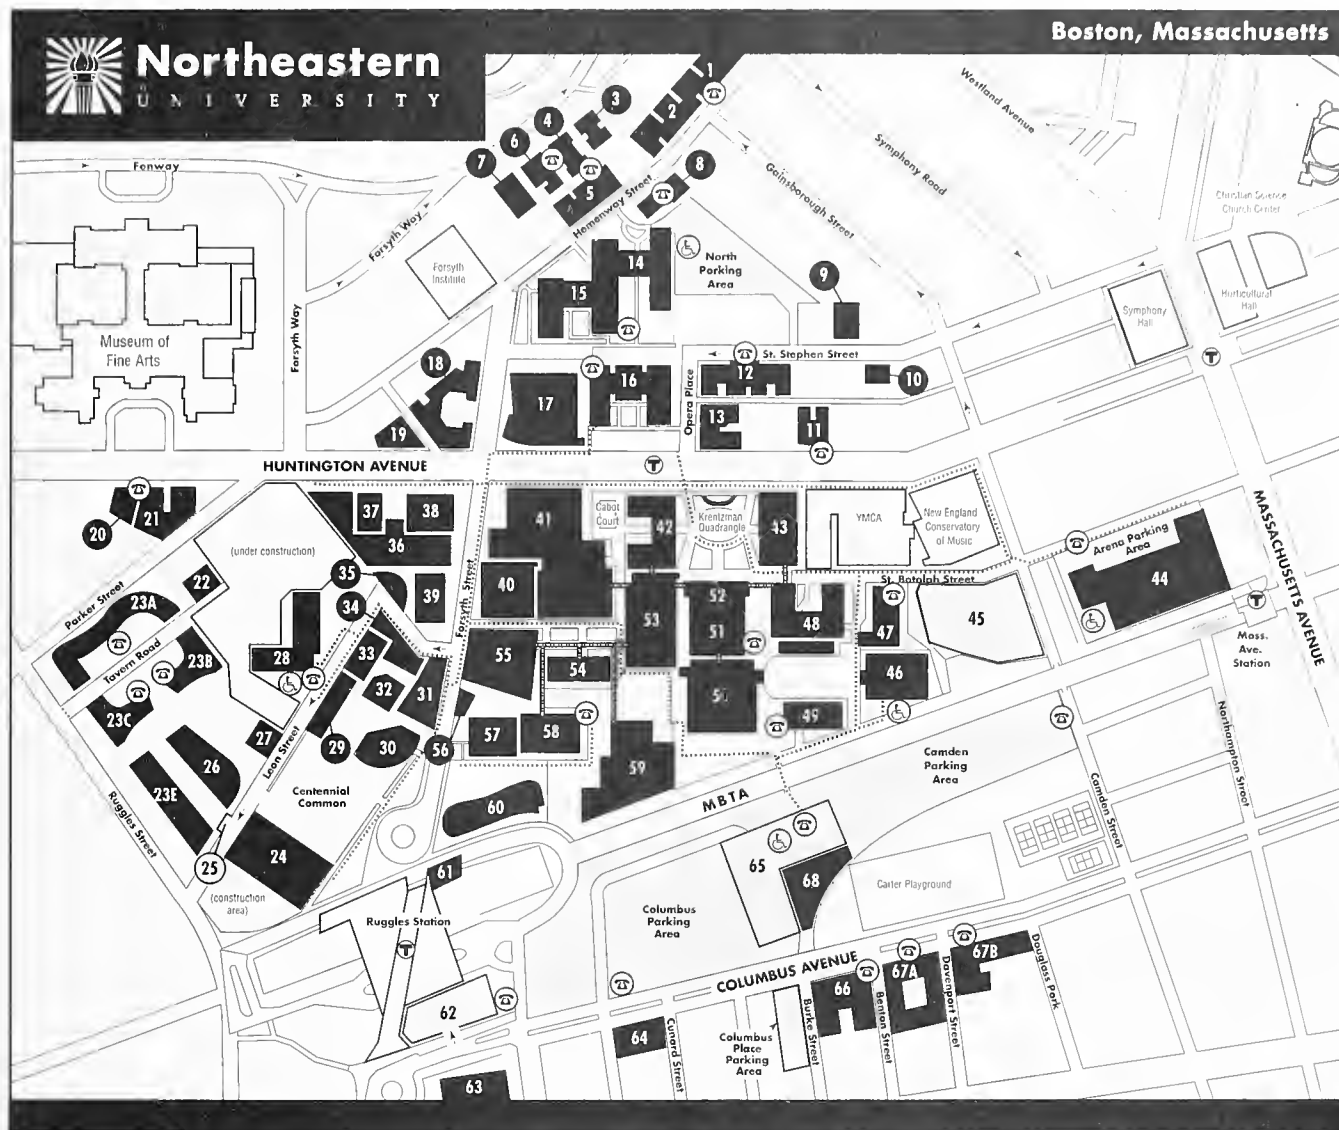 Boston, Massachusetts
Northeastern
UNIVERSITY
1
2
3
4
5
6
7
8
Westland Avenue
Symphony Road
Gainsborough Street
Hemenway Street
Fenway
Forsyth Way
Forsyth Way
Forsyth
Institute
Christian Science
Church Center
Horticultural
Hall
Symphony
Hall
North
Parking
Area
9
14
15
Museum of
Fine Arts
T
St. Stephen Street
18
16
12
10
17
Opera Place
13
11
19
HUNTINGTON AVENUE
T
MASSACHUSETTS AVENUE
20
21
37
38
41
Cabot
Court
42
Krentzman
Quadrangle
43
YMCA
New England
Conservatory
of Music
Arena Parking
Area
(under construction)
36
35
Forsyth Street
St. Botolph Street
44
22
Parker Street
23A
34
39
40
52
53
51
48
47
45
T
Mass.
Ave.
Station
Tavern Road
23B
28
33
55
54
46
32
31
50
23C
27
29
30
56
57
58
49
Leon Street
26
23E
Centennial
Common
59
Camden
Parking
Area
Northampton Street
Camden Street
Ruggles Street
60
MBTA
24
25
65
68
Carter Playground
61
(construction
area)
Ruggles Station
T
Columbus
Parking
Area
COLUMBUS AVENUE
67A
67B
Douglass Park
62
66
Burke Street
Benton Street
Davenport Street
64
Cunard Street
Columbus
Place
Parking
Area
63